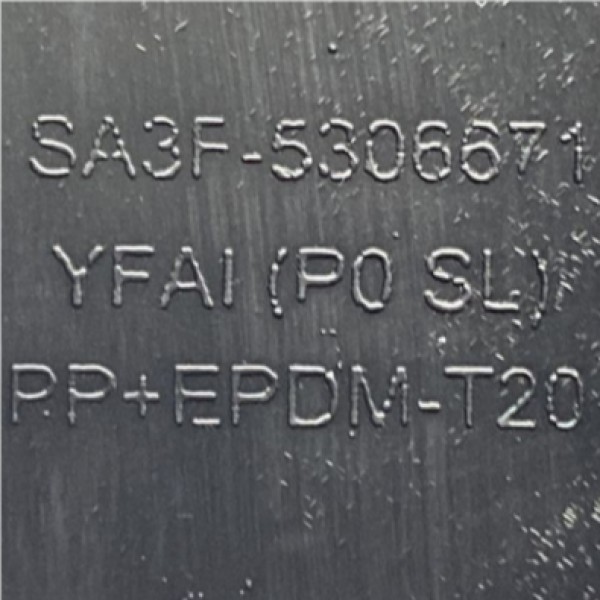 SA3F-5306671
YFAI (P0 SL)
PP+EPDM-T20